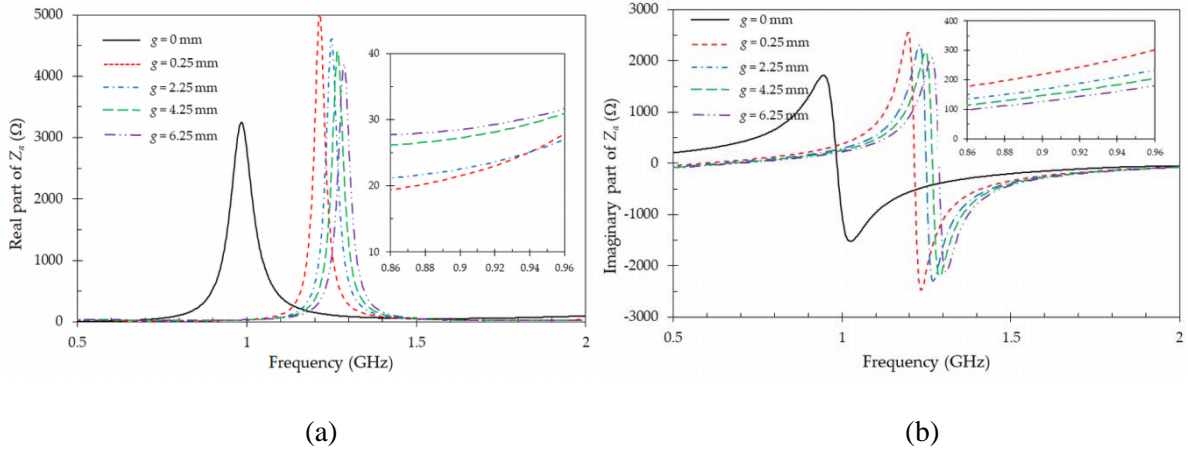 5000
4000
3000
2000
1000
0
Real part of Zₐ (Ω)
g = 0 mm
g = 0.25 mm
g = 2.25 mm
g = 4.25 mm
g = 6.25 mm
40
30
20
10
0.86 0.88 0.9 0.92 0.94 0.96
0.5 1 1.5 2
Frequency (GHz)
(a)
3000
2000
1000
0
-1000
-2000
-3000
Imaginary part of Zₐ (Ω)
g = 0 mm
g = 0.25 mm
g = 2.25 mm
g = 4.25 mm
g = 6.25 mm
400
300
200
100
0
0.86 0.88 0.9 0.92 0.94 0.96
0.5 1 1.5 2
Frequency (GHz)
(b)